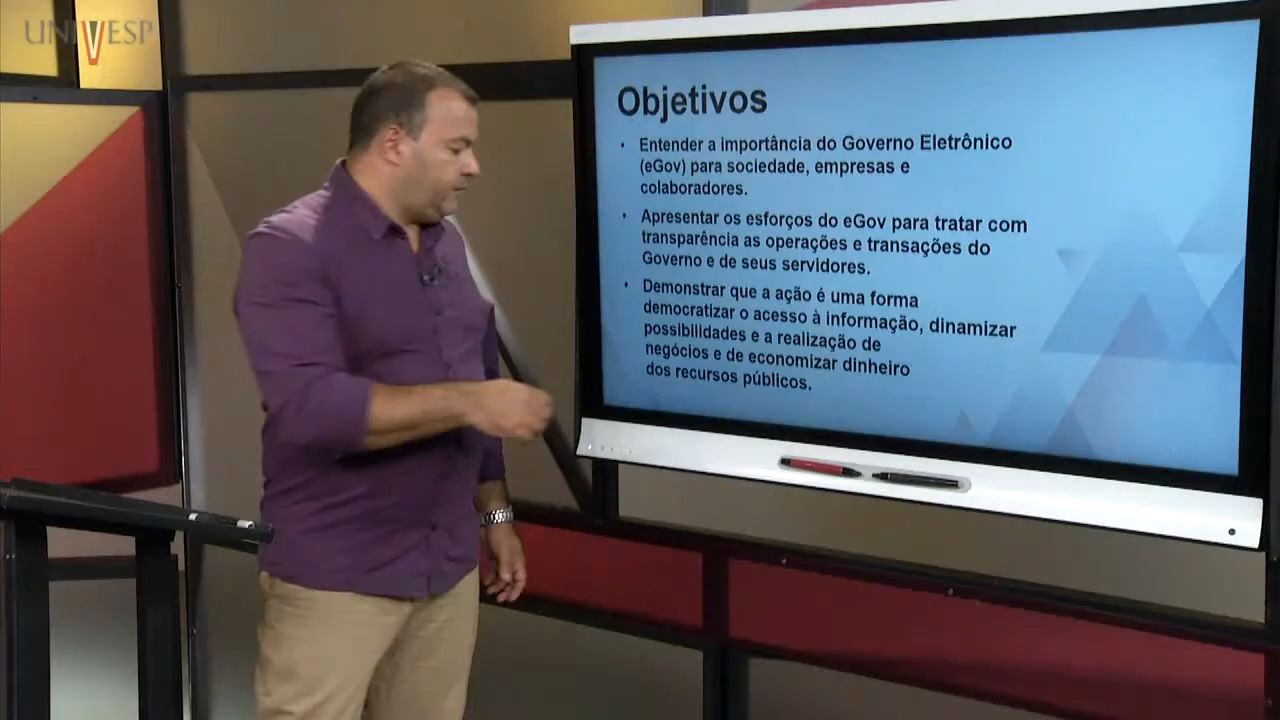 UNIVESP
Objetivos
• Entender a importância do Governo Eletrônico
(eGov) para sociedade, empresas e
colaboradores.
• Apresentar os esforços do eGov para tratar com
transparência as operações e transações do
Governo e de seus servidores.
• Demonstrar que a ação é uma forma
democratizar o acesso à informação, dinamizar
possibilidades e a realização de
negócios e de economizar dinheiro
dos recursos públicos.